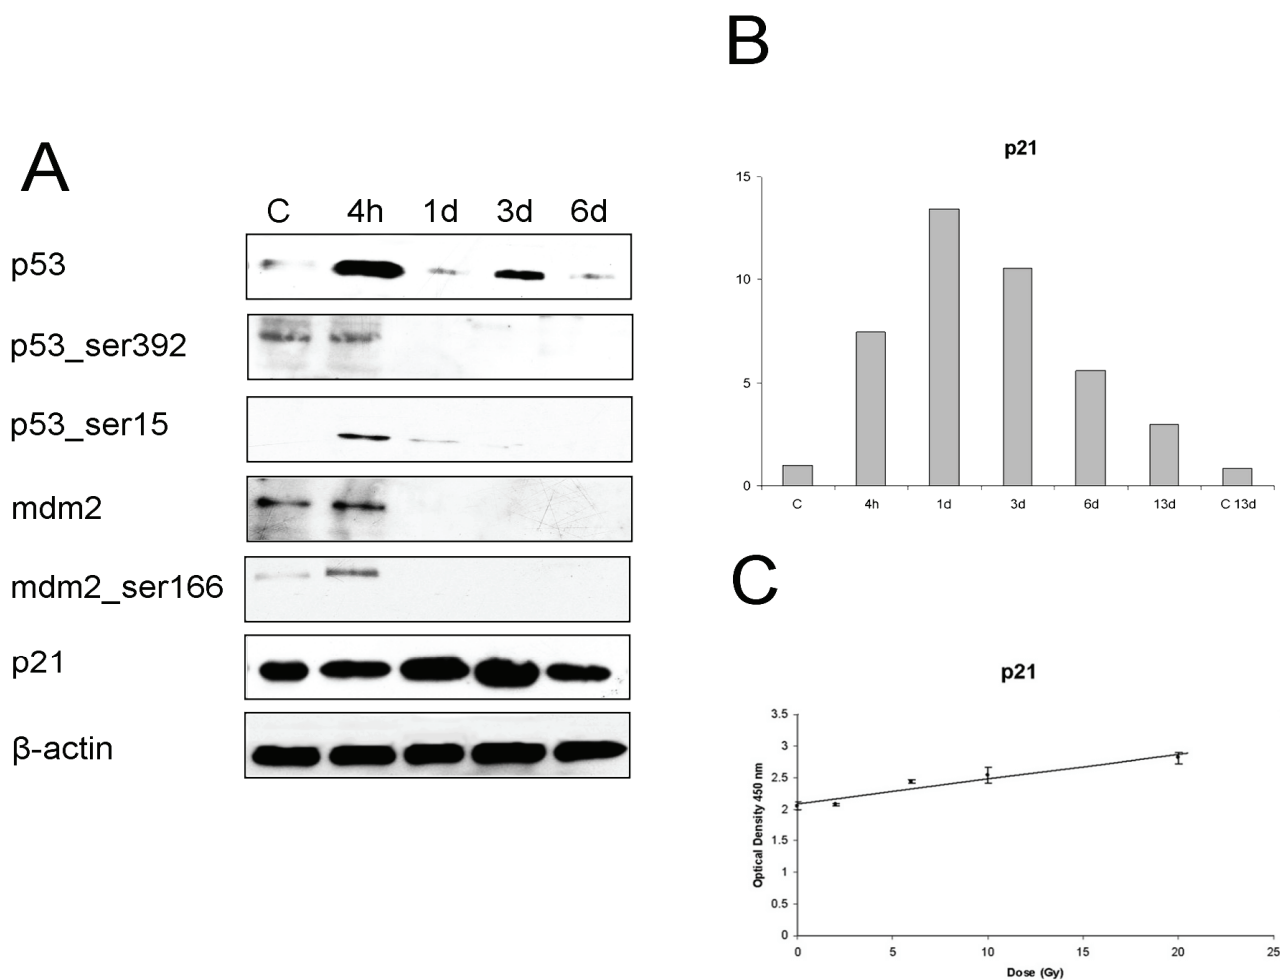 A
C 4h 1d 3d 6d
p53
p53_ser392
p53_ser15
mdm2
mdm2_ser166
p21
β-actin
B
p21
15
10
5
0
C 4h 1d 3d 6d 13d C 13d
C
p21
Optical Density 450 nm
3.5
3
2.5
2
1.5
1
0.5
0
0 5 10 15 20 25
Dose (Gy)